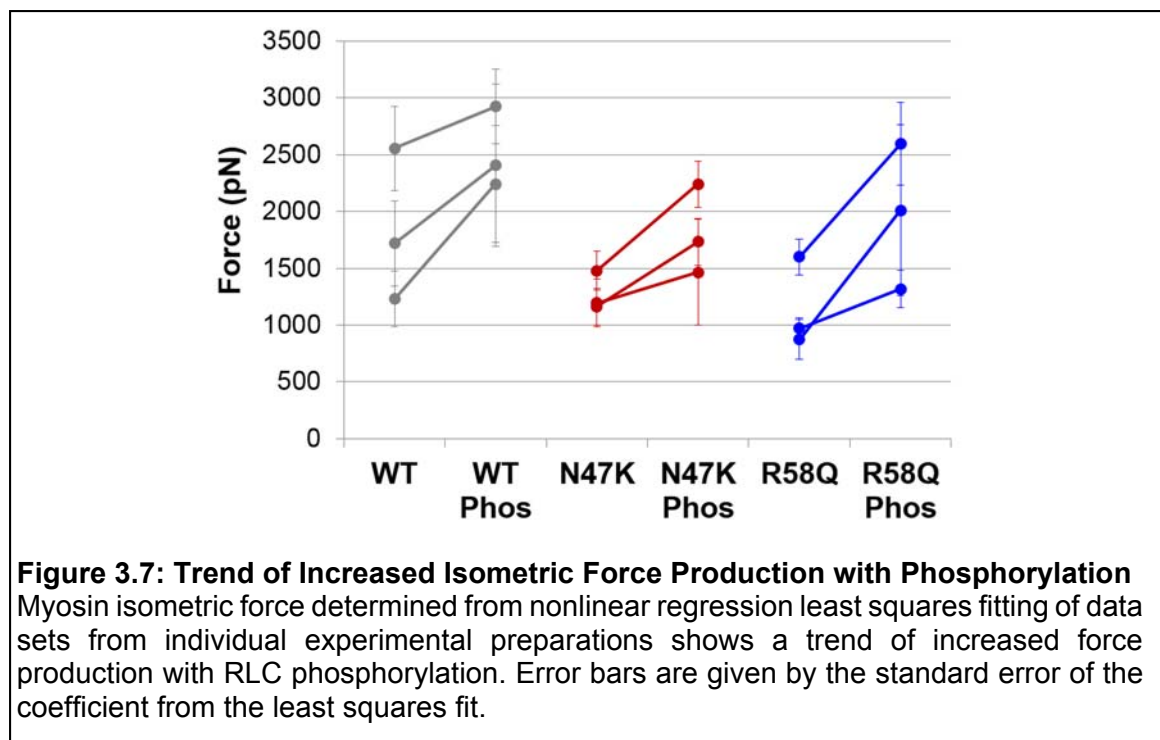 3500
3000
2500
2000
1500
1000
500
0
Force (pN)
WT
WT
Phos
N47K
N47K
Phos
R58Q
R58Q
Phos
Figure 3.7: Trend of Increased Isometric Force Production with Phosphorylation
Myosin isometric force determined from nonlinear regression least squares fitting of data
sets from individual experimental preparations shows a trend of increased force
production with RLC phosphorylation. Error bars are given by the standard error of the
coefficient from the least squares fit.